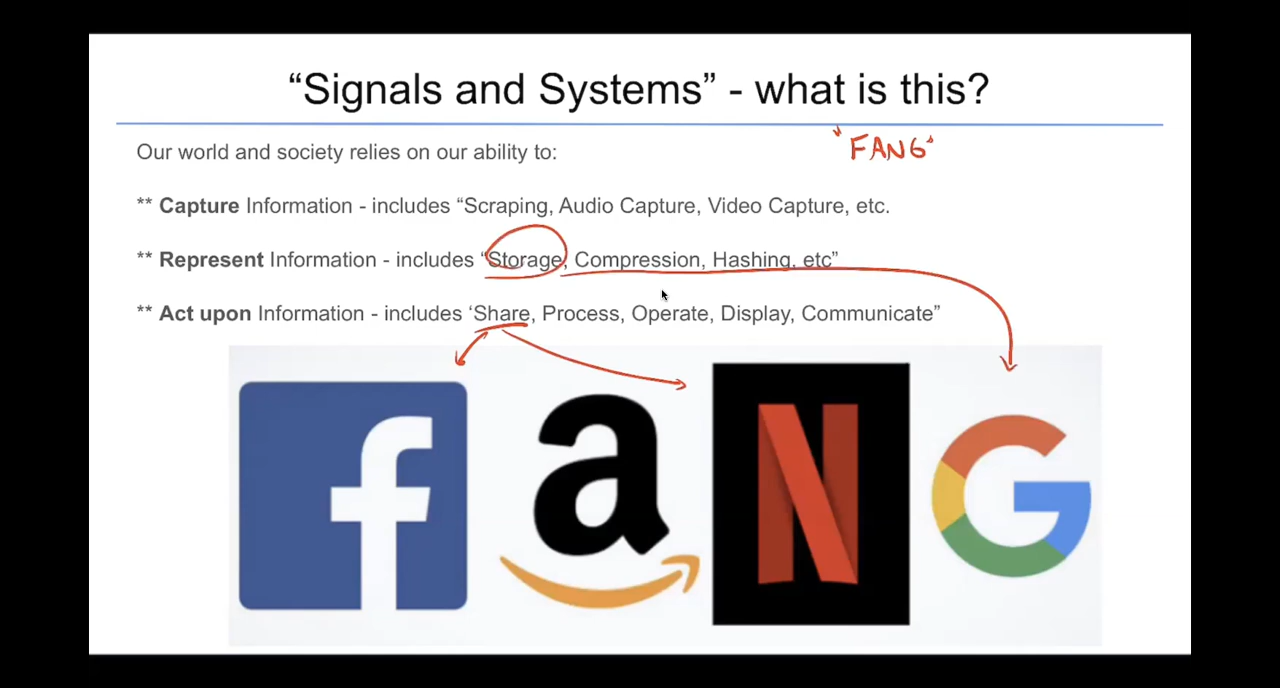 “Signals and Systems” - what is this?
"FANG"
Our world and society relies on our ability to:
** Capture Information - includes “Scraping, Audio Capture, Video Capture, etc.
** Represent Information - includes “Storage, Compression, Hashing, etc”
** Act upon Information - includes ‘Share, Process, Operate, Display, Communicate”
f a N G